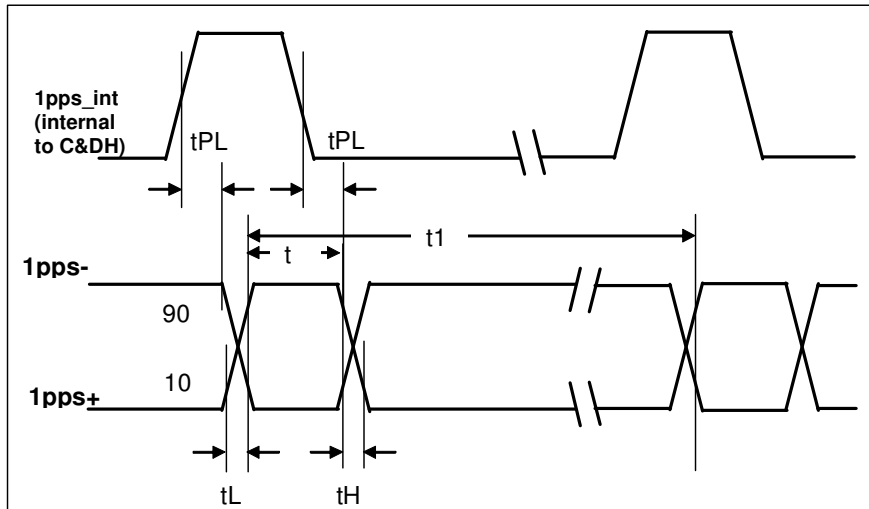 1pps_int
(internal
to C&DH)
tPL
tPL
t1
t
1pps-
90
10
1pps+
tL
tH